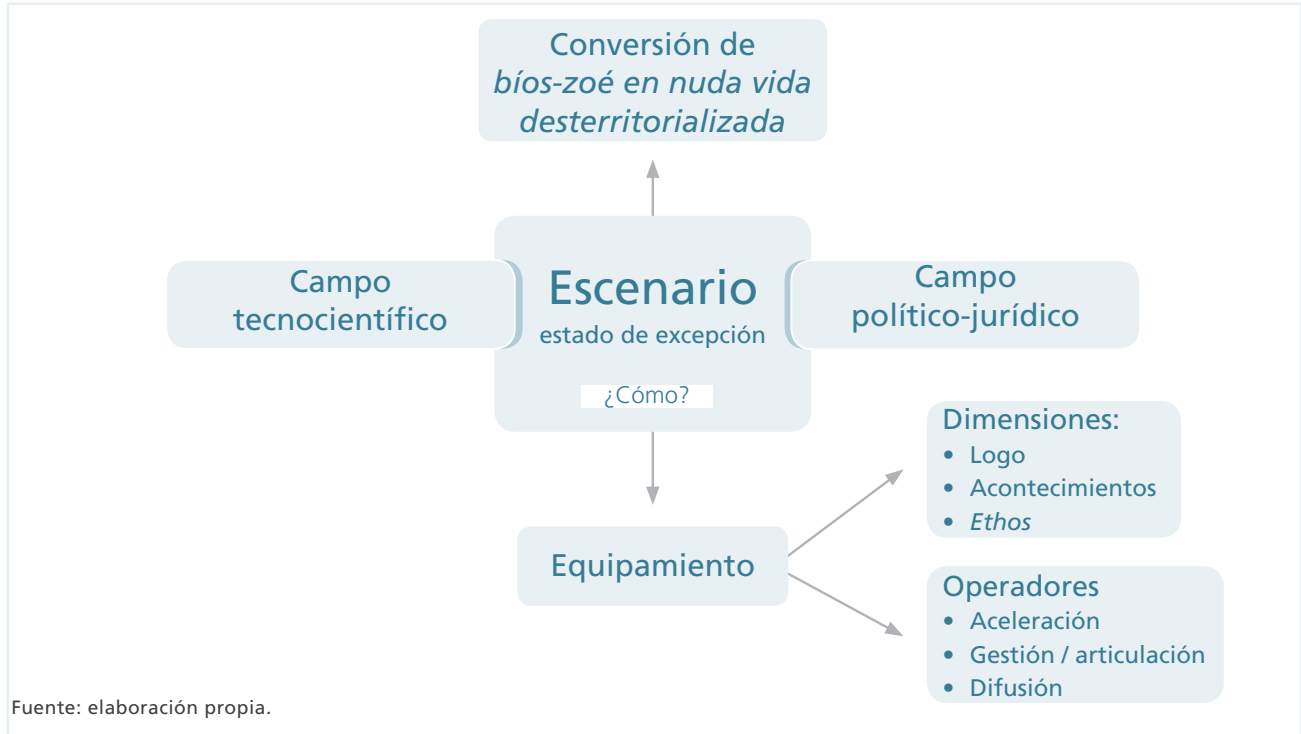 Conversión de
bíos-zoé en nuda vida
desterritorializada
Campo
tecnocientífico
Escenario
estado de excepción
¿Cómo?
Campo
político-jurídico
Equipamiento
Dimensiones:
• Logo
• Acontecimientos
• Ethos
Operadores
• Aceleración
• Gestión / articulación
• Difusión
Fuente: elaboración propia.